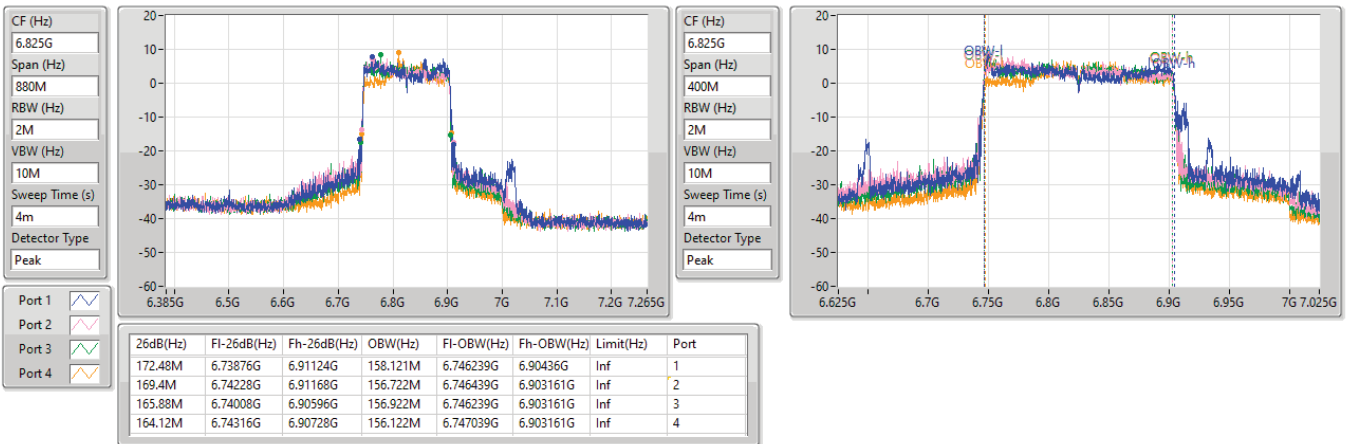 CF (Hz)
6.825G
Span (Hz)
880M
RBW (Hz)
2M
VBW (Hz)
10M
Sweep Time (s)
4m
Detector Type
Peak
20
10
0
-10
-20
-30
-40
-50
-60
6.385G 6.5G 6.6G 6.7G 6.8G 6.9G 7G 7.1G 7.2G 7.265G
CF (Hz)
6.825G
Span (Hz)
400M
RBW (Hz)
2M
VBW (Hz)
10M
Sweep Time (s)
4m
Detector Type
Peak
20
10
0
-10
-20
-30
-40
-50
-60
OBW-l
OBW-h
6.625G 6.7G 6.75G 6.8G 6.85G 6.9G 6.95G 7G 7.025G
Port 1
Port 2
Port 3
Port 4
26dB(Hz) Fl-26dB(Hz) Fh-26dB(Hz) OBW(Hz) Fl-OBW(Hz) Fh-OBW(Hz) Limit(Hz) Port
172.48M 6.73876G 6.91124G 158.121M 6.746239G 6.90436G Inf 1
169.4M 6.74228G 6.91168G 156.722M 6.746439G 6.903161G Inf 2
165.88M 6.74008G 6.90596G 156.922M 6.746239G 6.903161G Inf 3
164.12M 6.74316G 6.90728G 156.122M 6.747039G 6.903161G Inf 4